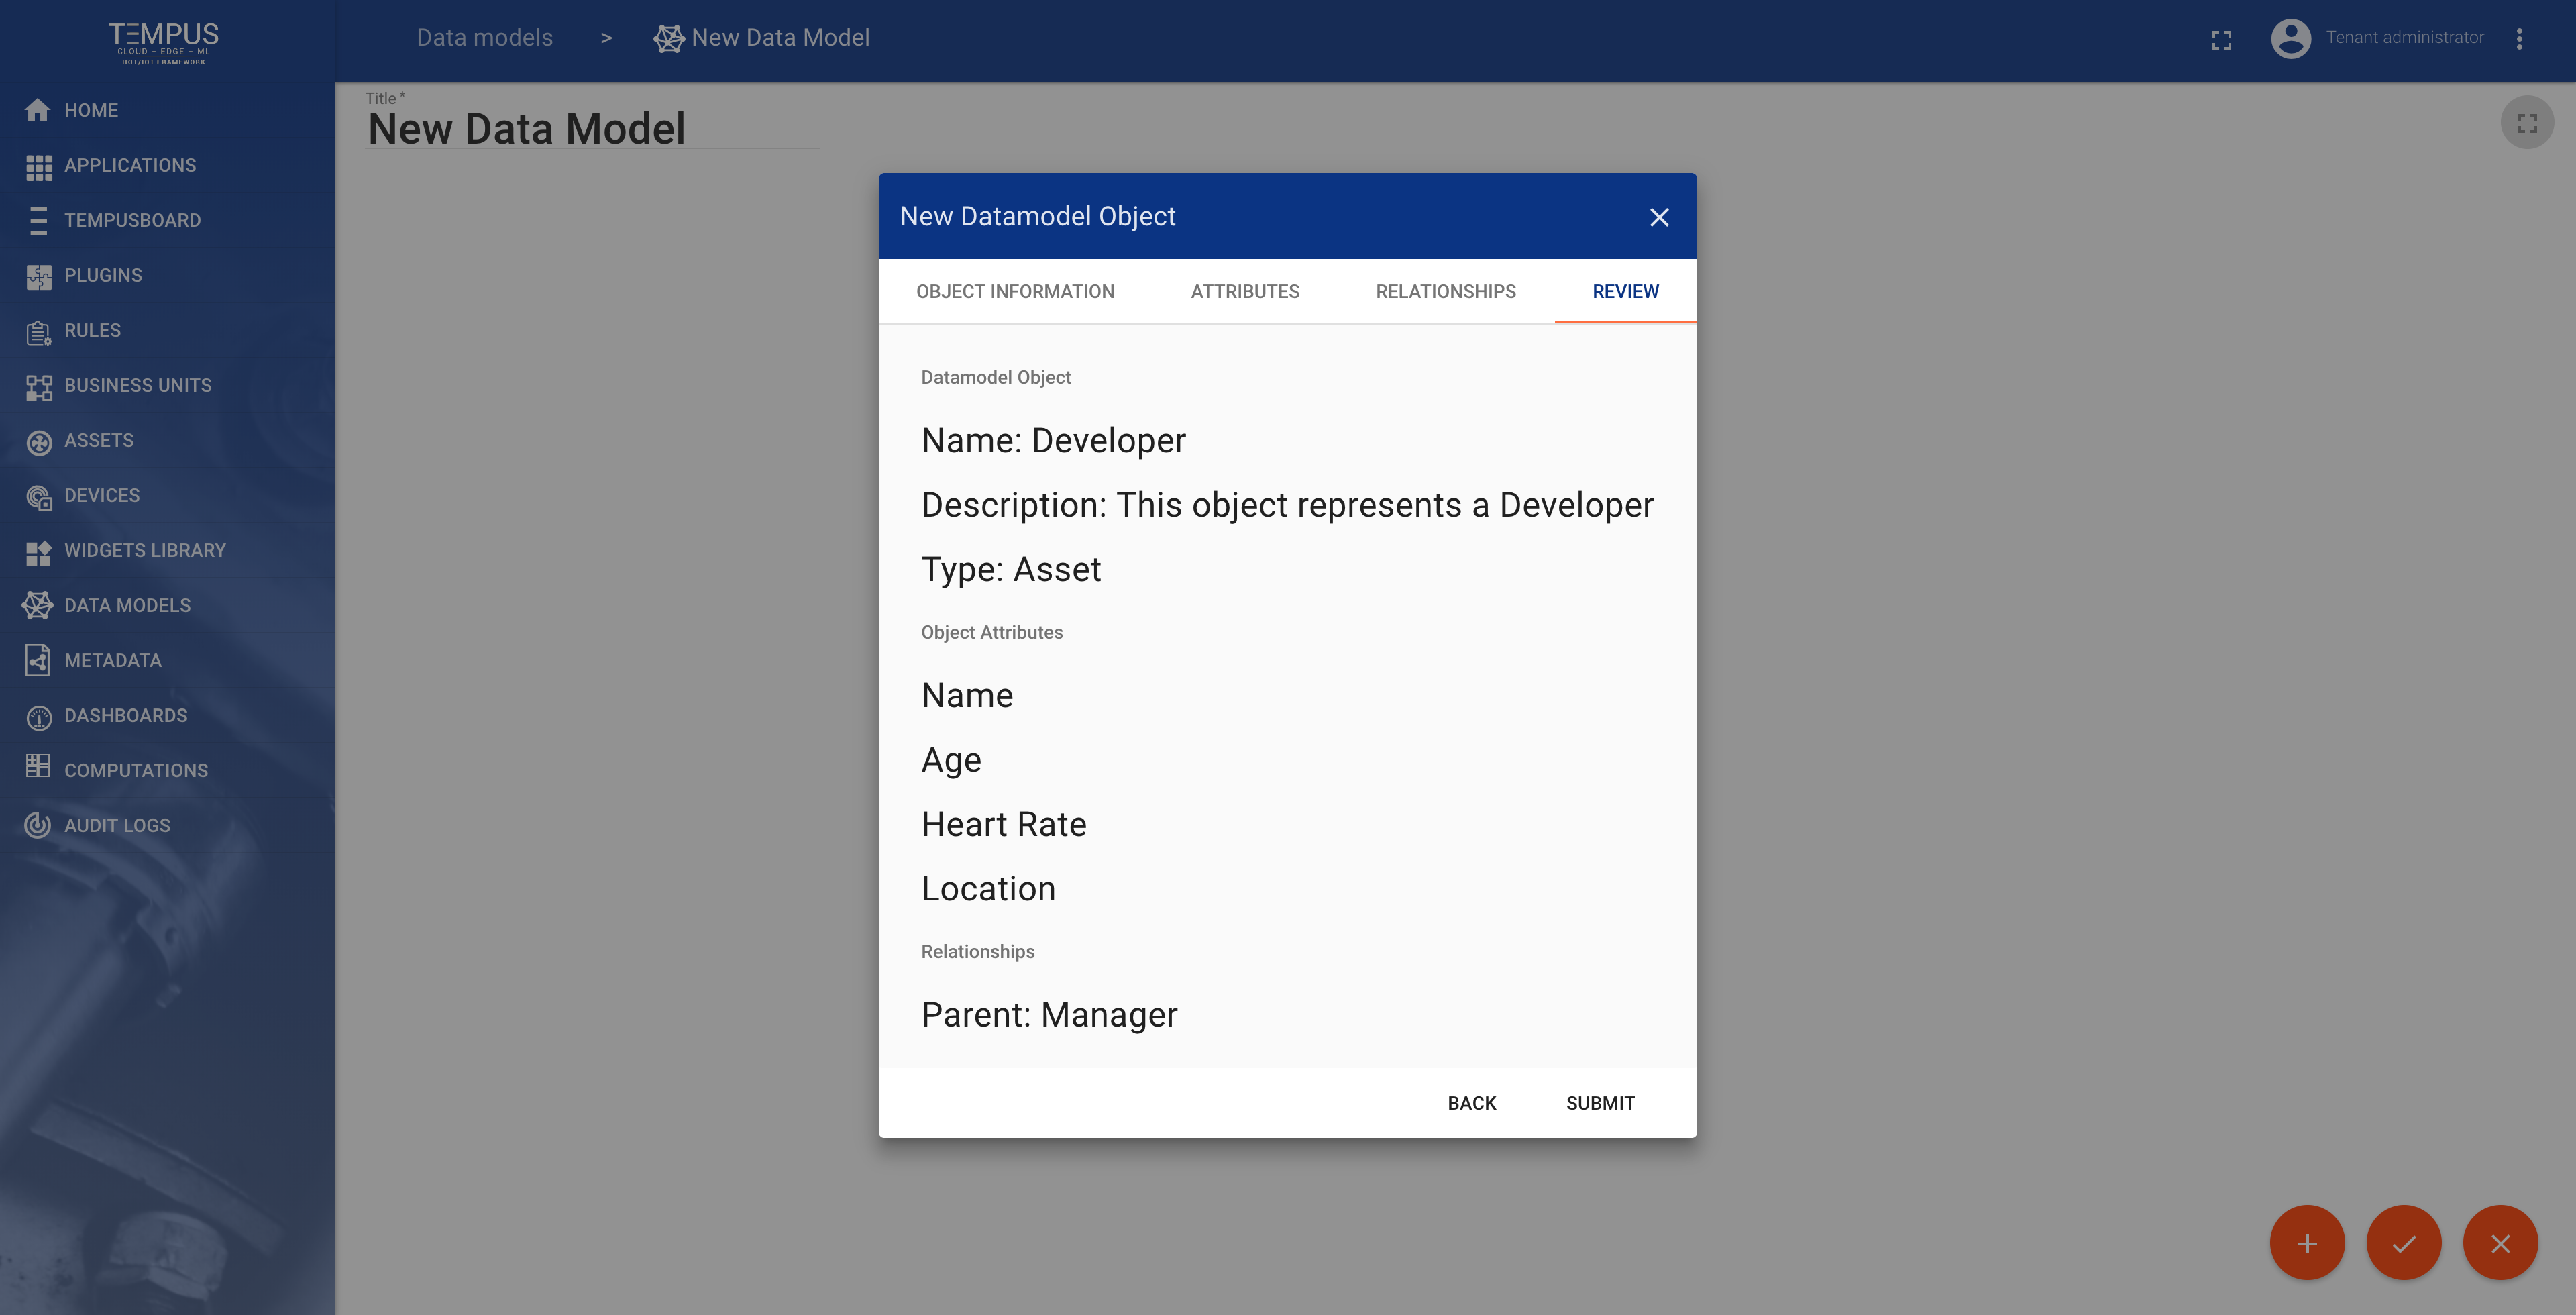 TEMPUS
CLOUD – EDGE – ML
IIOT/IOT FRAMEWORK
Data models > New Data Model
Tenant administrator
HOME
APPLICATIONS
TEMPUSBOARD
PLUGINS
RULES
BUSINESS UNITS
ASSETS
DEVICES
WIDGETS LIBRARY
DATA MODELS
METADATA
DASHBOARDS
COMPUTATIONS
AUDIT LOGS
Title *
New Data Model
New Datamodel Object
OBJECT INFORMATION ATTRIBUTES RELATIONSHIPS REVIEW
Datamodel Object
Name: Developer
Description: This object represents a Developer
Type: Asset
Object Attributes
Name
Age
Heart Rate
Location
Relationships
Parent: Manager
BACK SUBMIT